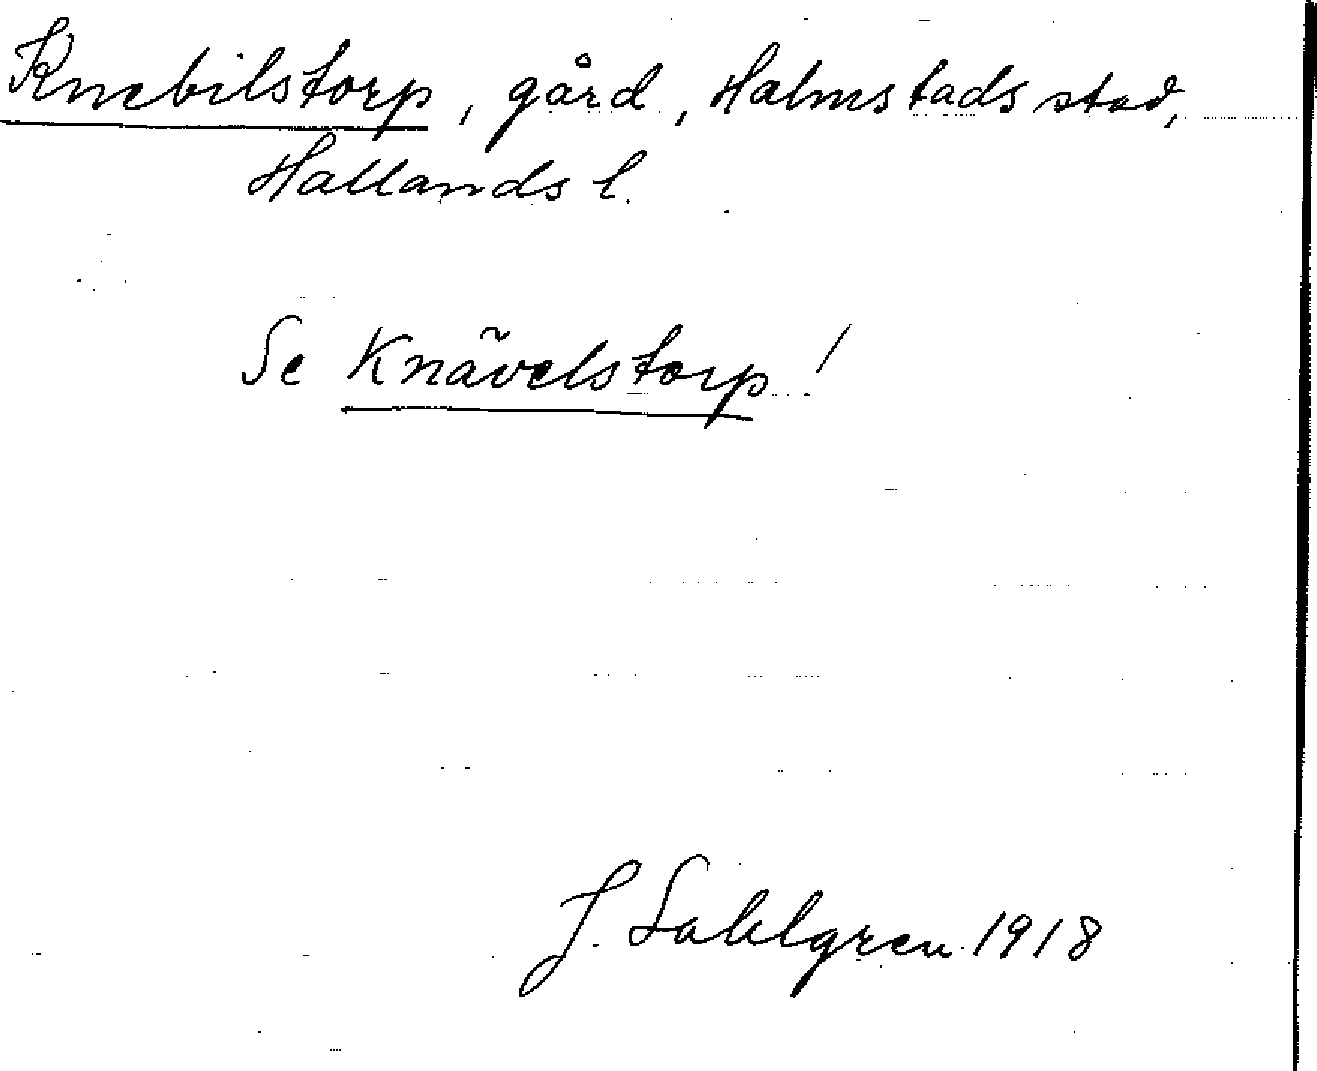 Knebilstorp, gård, Halmstads stad,
Hallands l.
Se Knävelstorp!
J. Sahlgren 1918